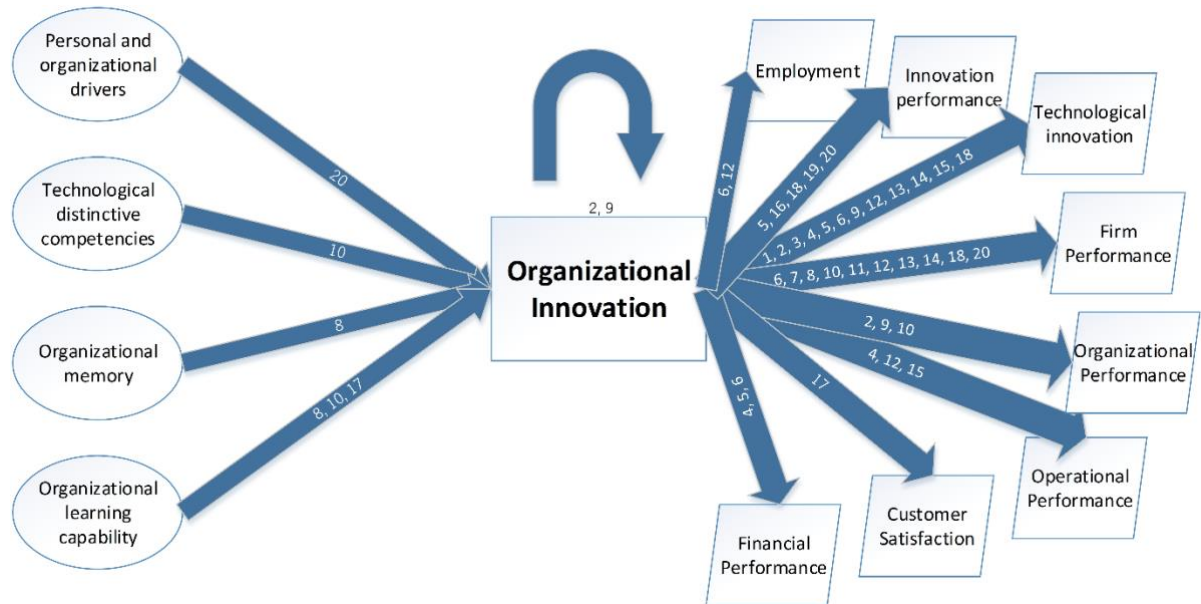 Personal and
organizational
drivers
Technological
distinctive
competencies
Organizational
memory
Organizational
learning
capability
20
10
8
8, 10, 17
2, 9
Organizational
Innovation
6, 12
5, 16, 18, 19, 20
1, 2, 3, 4, 5, 6, 9, 12, 13, 14, 15, 18
6, 7, 8, 10, 11, 12, 13, 14, 18, 20
2, 9, 10
4, 12, 15
17
4, 5, 6
Employment
Innovation
performance
Technological
innovation
Firm
Performance
Organizational
Performance
Operational
Performance
Customer
Satisfaction
Financial
Performance